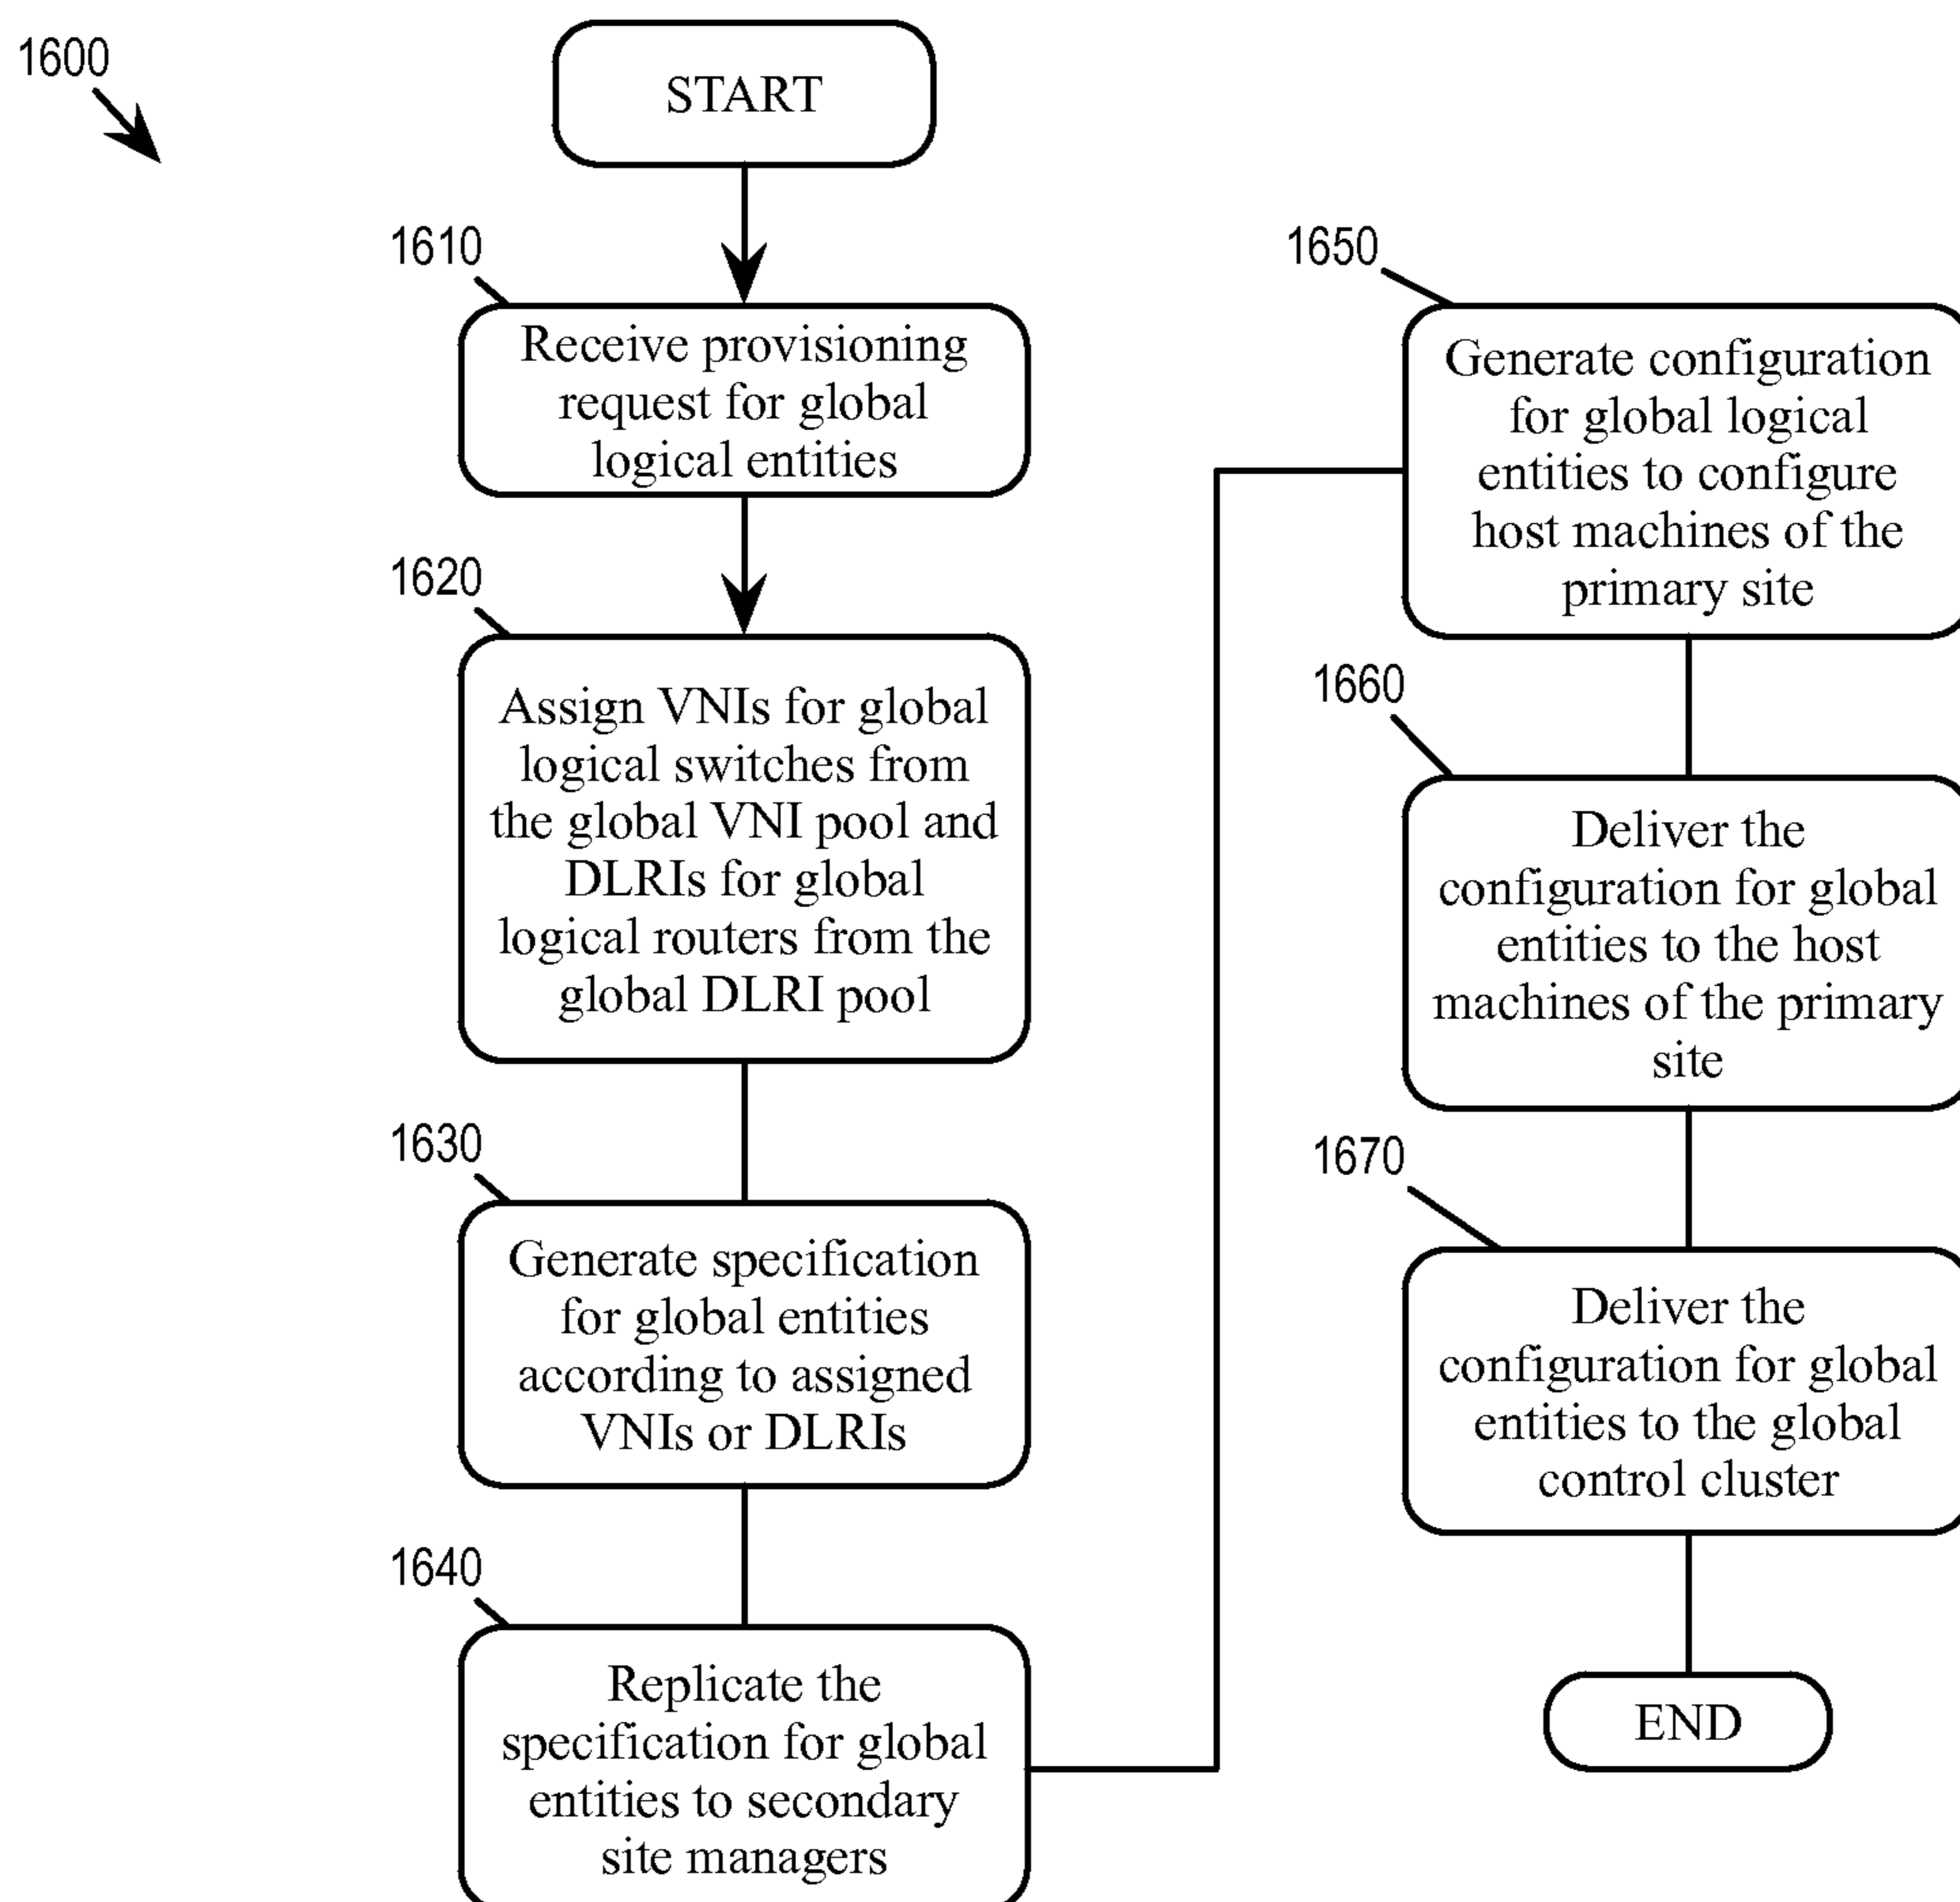 1600
START
1610
Receive provisioning
request for global
logical entities
1620
Assign VNIs for global
logical switches from
the global VNI pool and
DLRIs for global
logical routers from the
global DLRI pool
1630
Generate specification
for global entities
according to assigned
VNIs or DLRIs
1640
Replicate the
specification for global
entities to secondary
site managers
1650
Generate configuration
for global logical
entities to configure
host machines of the
primary site
1660
Deliver the
configuration for global
entities to the host
machines of the primary
site
1670
Deliver the
configuration for global
entities to the global
control cluster
END